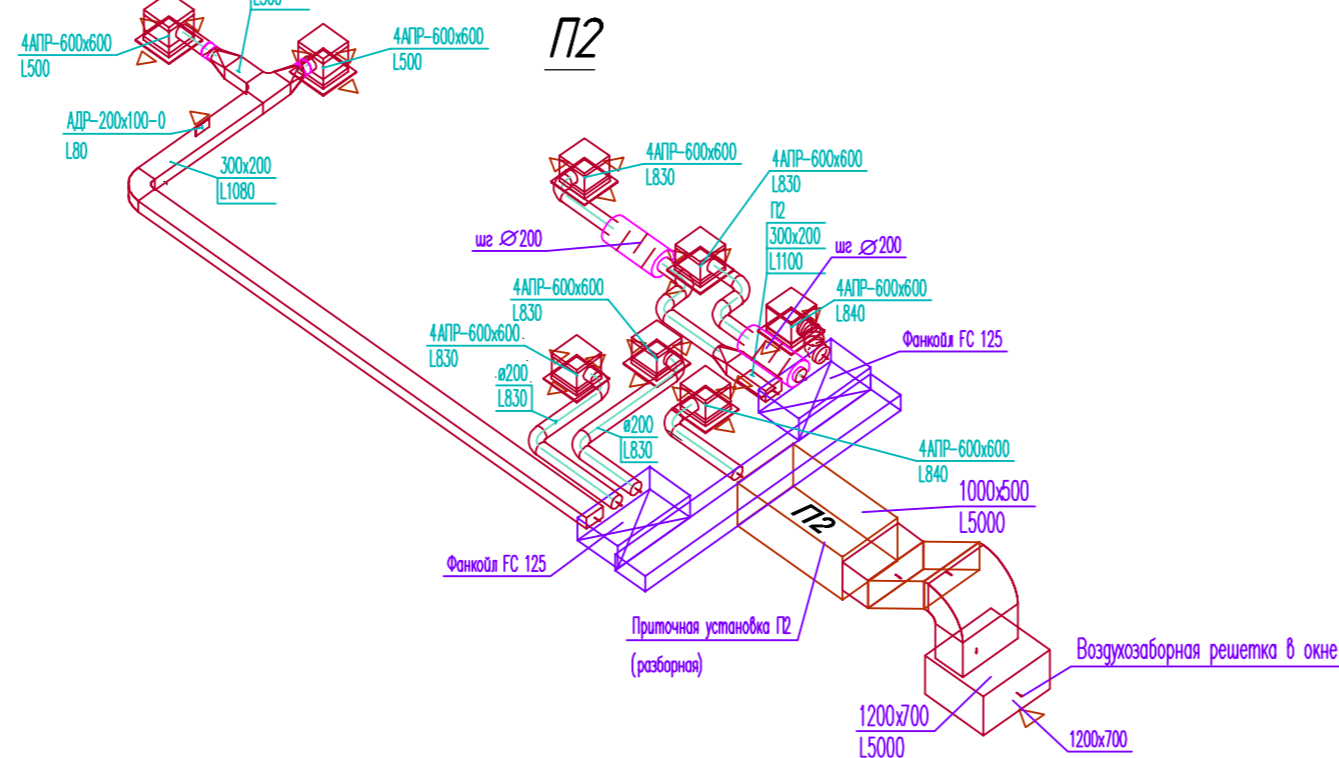 L500
П2
4АПР-600х600
L500
4АПР-600х600
L500
АДР-200х100-0
L80
300х200
L1080
4АПР-600х600
L830
4АПР-600х600
L830
П2
300х200
L1100
шг Ø200
шг Ø200
4АПР-600х600
L830
4АПР-600х600
L840
4АПР-600х600
L830
Фанкойл FC 125
ø200
L830
ø200
L830
4АПР-600х600
L840
1000х500
L5000
П2
Фанкойл FC 125
Приточная установка П2
(разборная)
Воздухозаборная решетка в окне
1200х700
L5000
1200х700